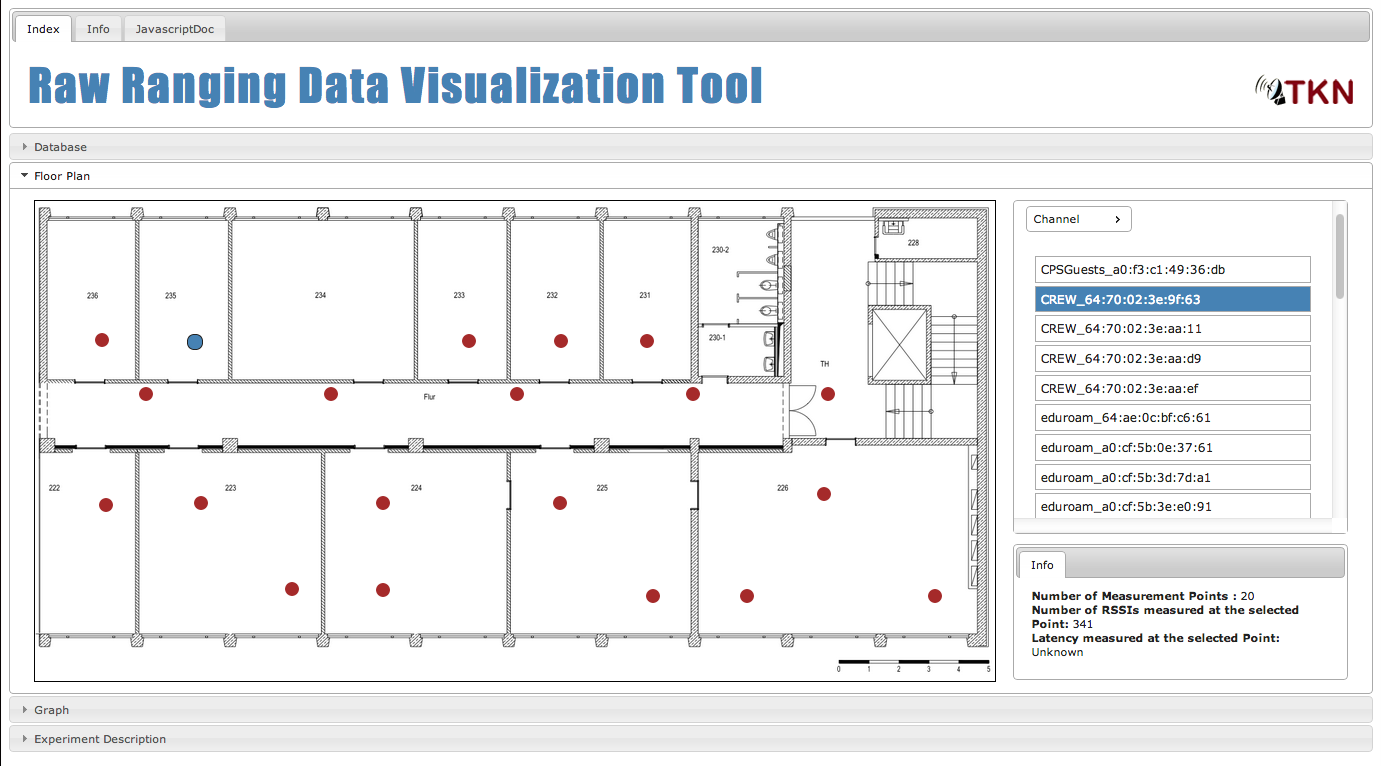 Index Info JavascriptDoc
Raw Ranging Data Visualization Tool
TKN
Database
Floor Plan
236 235 234 233 232 231
230-2
230-1
228
TH
Flur
222 223 224 225 226
0 1 2 3 4 5
Channel
CPSGuests_a0:f3:c1:49:36:db
CREW_64:70:02:3e:9f:63
CREW_64:70:02:3e:aa:11
CREW_64:70:02:3e:aa:d9
CREW_64:70:02:3e:aa:ef
eduroam_64:ae:0c:bf:c6:61
eduroam_a0:cf:5b:0e:37:61
eduroam_a0:cf:5b:3d:7d:a1
eduroam_a0:cf:5b:3e:e0:91
Info
Number of Measurement Points : 20
Number of RSSIs measured at the selected
Point: 341
Latency measured at the selected Point:
Unknown
Graph
Experiment Description